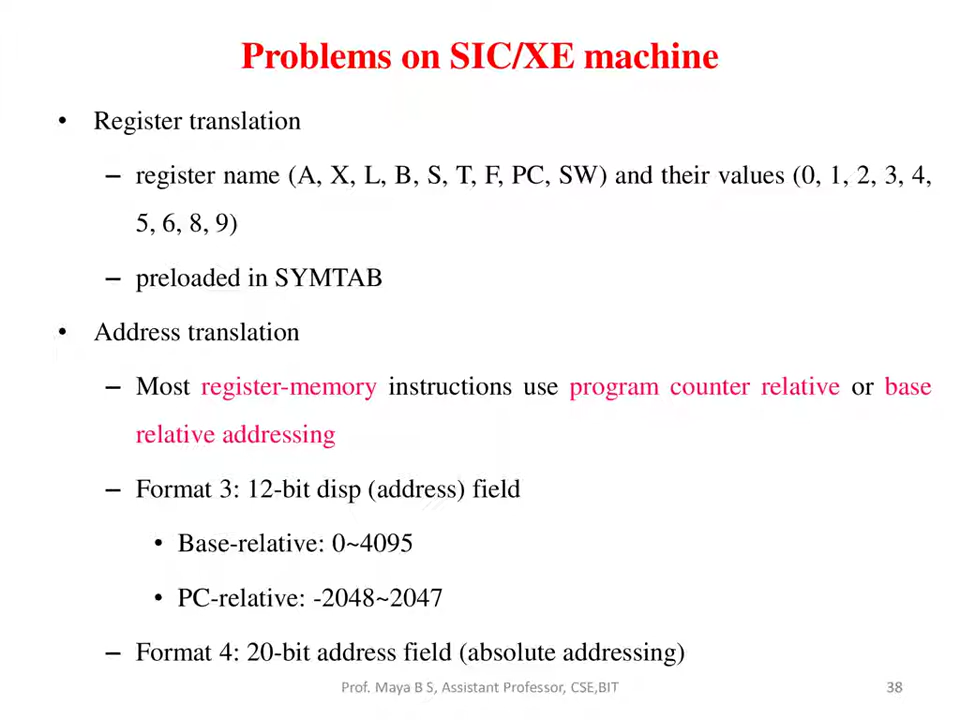 Problems on SIC/XE machine
• Register translation
– register name (A, X, L, B, S, T, F, PC, SW) and their values (0, 1, 2, 3, 4,
5, 6, 8, 9)
– preloaded in SYMTAB
• Address translation
– Most register-memory instructions use program counter relative or base
relative addressing
– Format 3: 12-bit disp (address) field
• Base-relative: 0~4095
• PC-relative: -2048~2047
– Format 4: 20-bit address field (absolute addressing)
Prof. Maya B S, Assistant Professor, CSE,BIT 38